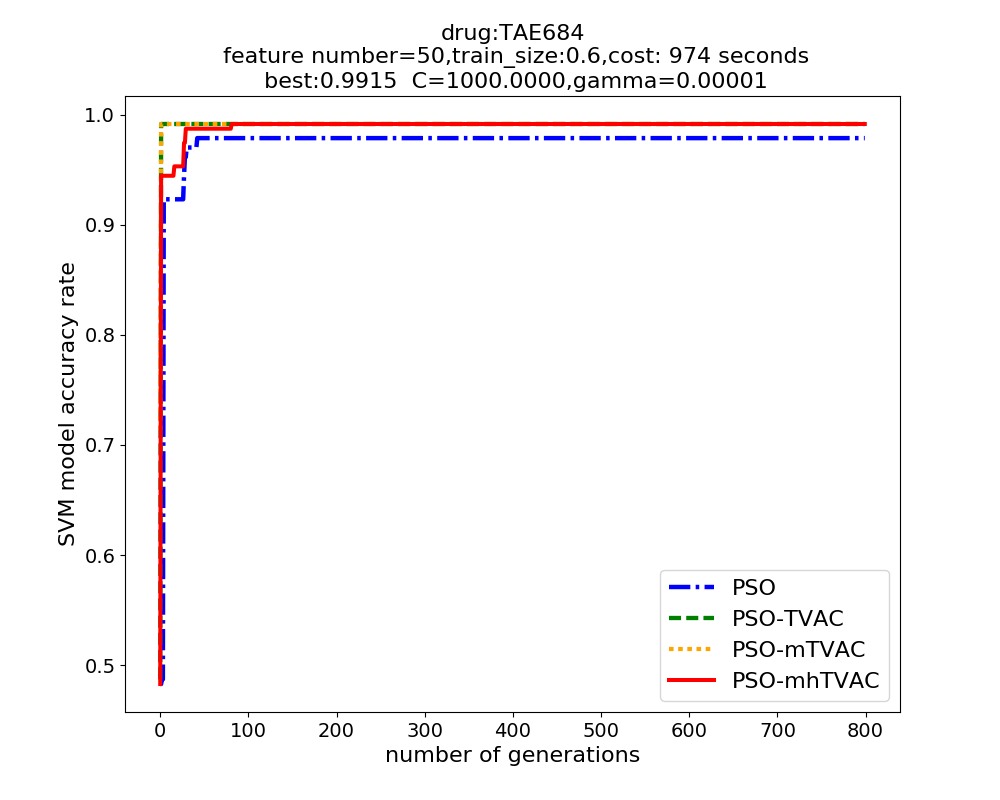 drug:TAE684
feature number=50,train_size:0.6,cost: 974 seconds
best:0.9915  C=1000.0000,gamma=0.00001
1.0
0.9
0.8
0.7
0.6
0.5
SVM model accuracy rate
0 100 200 300 400 500 600 700 800
number of generations
PSO
PSO-TVAC
PSO-mTVAC
PSO-mhTVAC